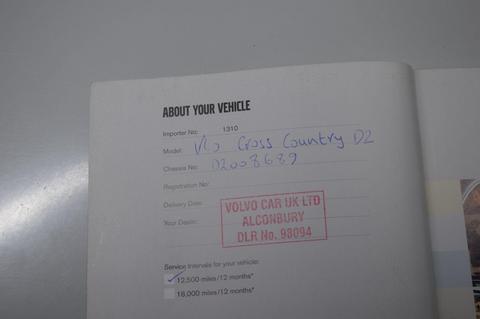 ABOUT YOUR VEHICLE
Importer No: 1310
Model: V40 Cross Country D2
Chassis No: D2008689
Registration No:
Delivery Date:
Your Dealer:
VOLVO CAR UK LTD
ALCONBURY
DLR No. 98094
Service intervals for your vehicle:
12,500 miles/12 months*
18,000 miles/12 months*